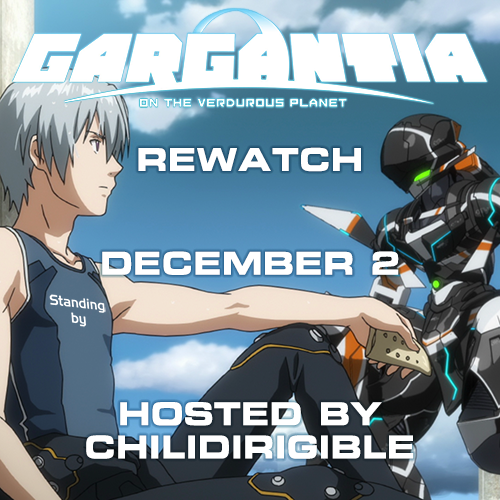 GARGANTIA
ON THE VERDUROUS PLANET
REWATCH
DECEMBER 2
Standing
by
HOSTED BY
CHILIDIRIGIBLE